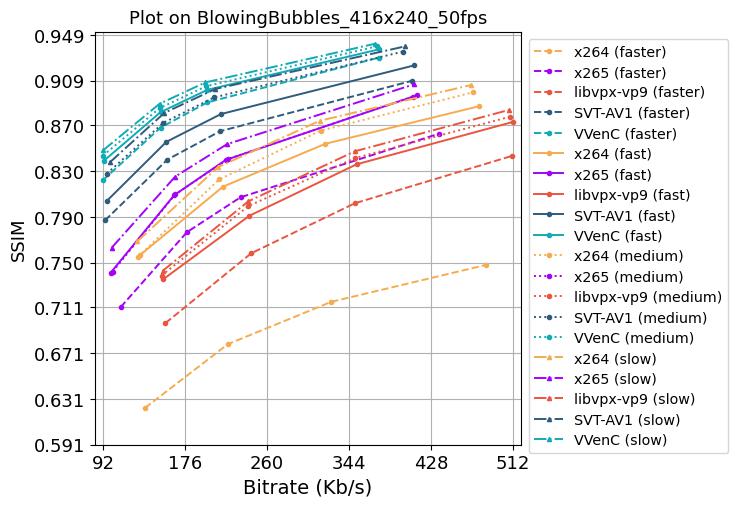 Plot on BlowingBubbles_416x240_50fps
SSIM
0.949
0.909
0.870
0.830
0.790
0.750
0.711
0.671
0.631
0.591
92 176 260 344 428 512
Bitrate (Kb/s)
x264 (faster)
x265 (faster)
libvpx-vp9 (faster)
SVT-AV1 (faster)
VVenC (faster)
x264 (fast)
x265 (fast)
libvpx-vp9 (fast)
SVT-AV1 (fast)
VVenC (fast)
x264 (medium)
x265 (medium)
libvpx-vp9 (medium)
SVT-AV1 (medium)
VVenC (medium)
x264 (slow)
x265 (slow)
libvpx-vp9 (slow)
SVT-AV1 (slow)
VVenC (slow)